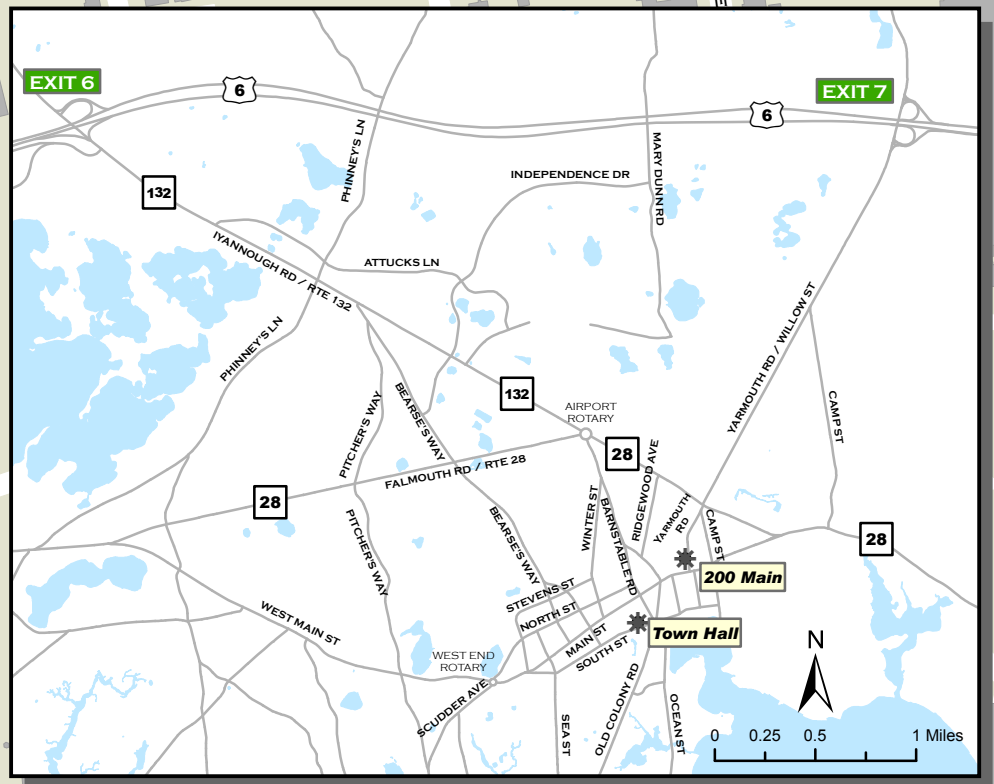 EXIT 6
6
EXIT 7
6
PHINNEY'S LN
MARY DUNN RD
INDEPENDENCE DR
132
IYANNOUGH RD / RTE 132
ATTUCKS LN
PHINNEY'S LN
YARMOUTH RD / WILLOW ST
CAMP ST
132
AIRPORT
ROTARY
28
PITCHER'S WAY
BEARSE'S WAY
FALMOUTH RD / RTE 28
28
RIDGEWOOD AVE
WINTER ST
BARNSTABLE RD
YARMOUTH
RD
CAMP ST
28
PITCHER'S WAY
BEARSE'S WAY
200 Main
STEVENS ST
NORTH ST
MAIN ST
SOUTH ST
Town Hall
WEST MAIN ST
WEST END
ROTARY
SCUDDER AVE
SEA ST
OLD COLONY RD
OCEAN ST
N
0 0.25 0.5 1 Miles